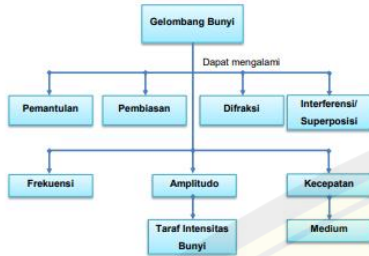 Gelombang Bunyi
Dapat mengalami
Pemantulan
Pembiasan
Difraksi
Interferensi/
Superposisi
Frekuensi
Amplitudo
Kecepatan
Taraf Intensitas
Bunyi
Medium